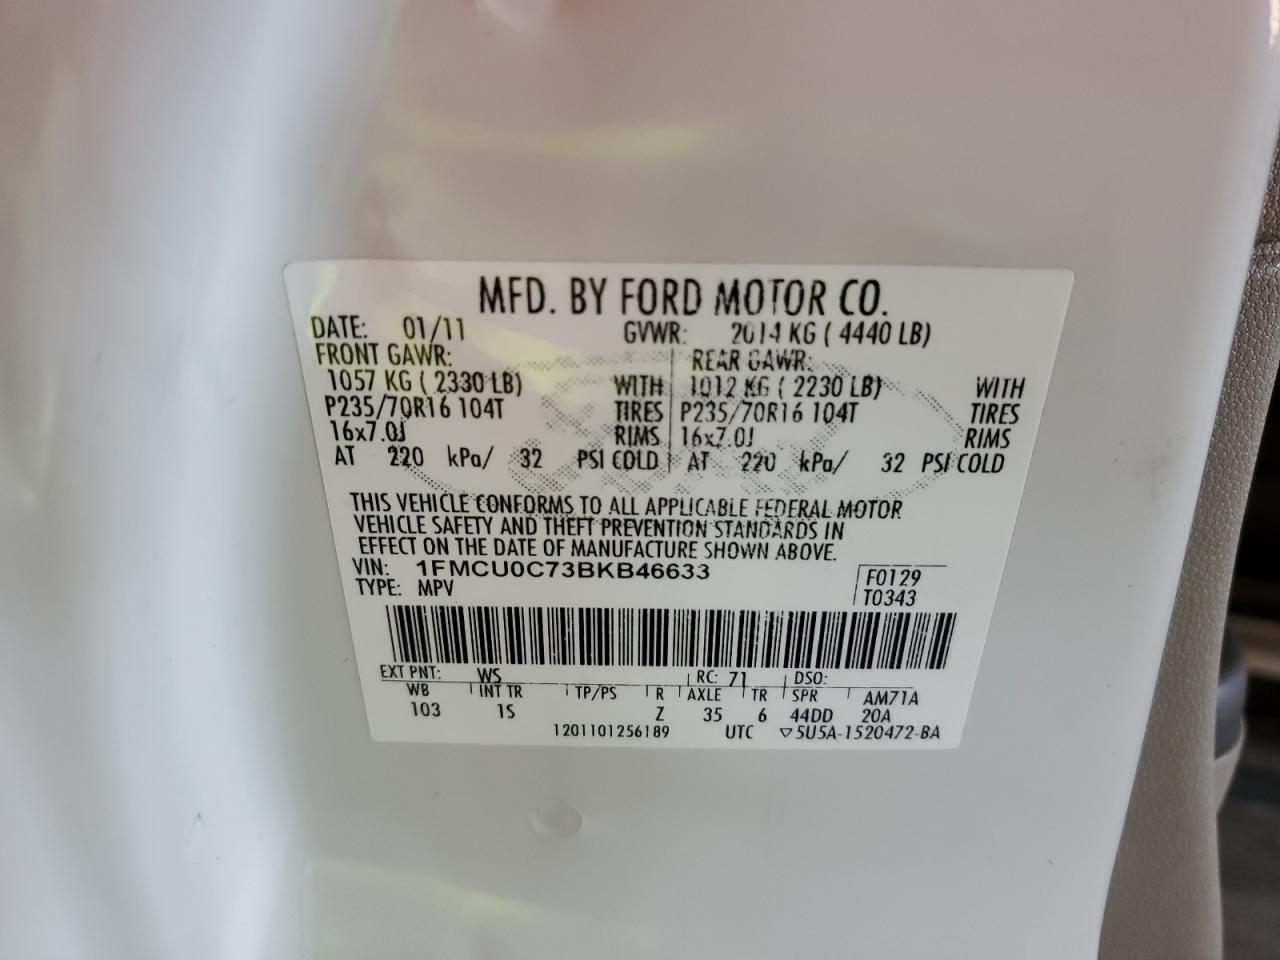 MFD. BY FORD MOTOR CO.
DATE: 01/11 GVWR: 2014 KG ( 4440 LB)
FRONT GAWR: REAR GAWR:
1057 KG ( 2330 LB) WITH 1012 KG ( 2230 LB) WITH
P235/70R16 104T TIRES P235/70R16 104T TIRES
16x7.0J RIMS 16x7.0J RIMS
AT 220 kPa/ 32 PSI COLD AT 220 kPa/ 32 PSI COLD
THIS VEHICLE CONFORMS TO ALL APPLICABLE FEDERAL MOTOR
VEHICLE SAFETY AND THEFT PREVENTION STANDARDS IN
EFFECT ON THE DATE OF MANUFACTURE SHOWN ABOVE.
VIN: 1FMCU0C73BKB46633 F0129
TYPE: MPV T0343
EXT PNT: WS RC: 71 DSO:
WB INT TR TP/PS R AXLE TR SPR AM71A
103 1S Z 35 6 44DD 20A
1201101256189 UTC ▽5U5A-1520472-BA